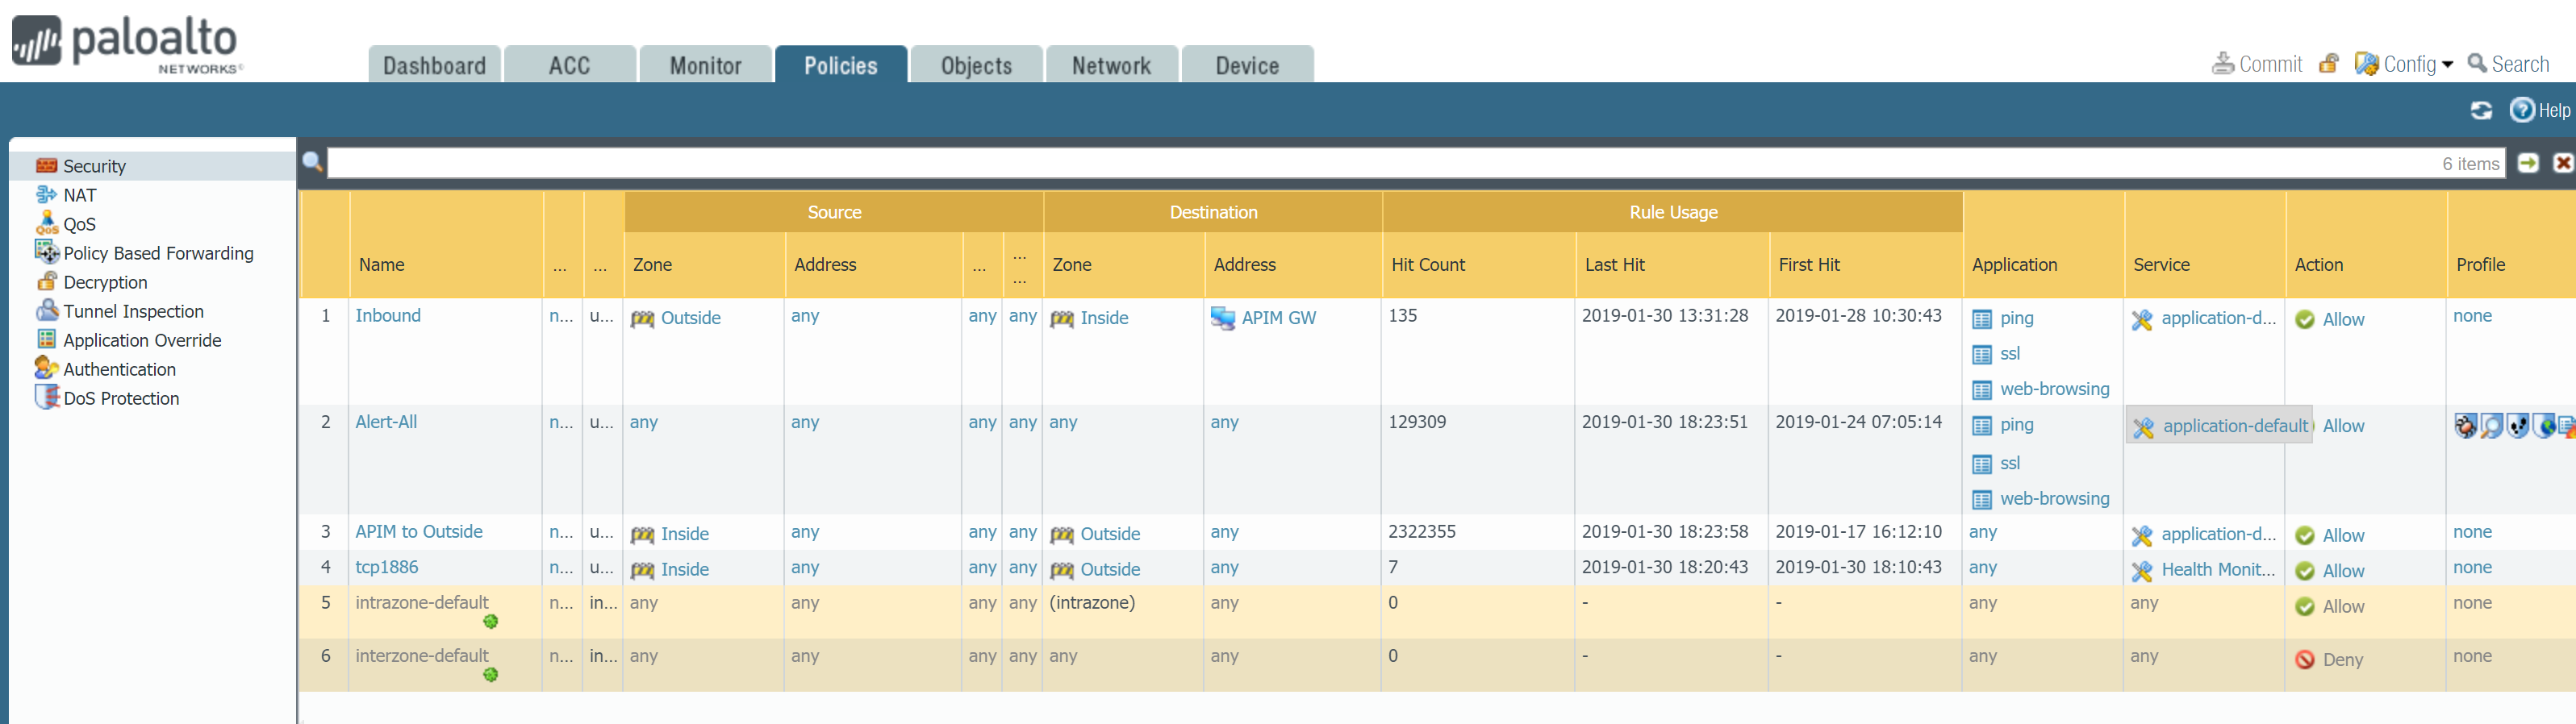 paloalto
NETWORKS®
Dashboard ACC Monitor Policies Objects Network Device
Commit Config Search
Help
6 items
Security
NAT
QoS
Policy Based Forwarding
Decryption
Tunnel Inspection
Application Override
Authentication
DoS Protection
Source Destination Rule Usage
Name ... ... Zone Address ... ... ... Zone Address Hit Count Last Hit First Hit Application Service Action Profile
1 Inbound n... u... Outside any any any Inside APIM GW 135 2019-01-30 13:31:28 2019-01-28 10:30:43 ping application-d... Allow none
ssl
web-browsing
2 Alert-All n... u... any any any any any any 129309 2019-01-30 18:23:51 2019-01-24 07:05:14 ping application-default Allow
ssl
web-browsing
3 APIM to Outside n... u... Inside any any any Outside any 2322355 2019-01-30 18:23:58 2019-01-17 16:12:10 any application-d... Allow none
4 tcp1886 n... u... Inside any any any Outside any 7 2019-01-30 18:20:43 2019-01-30 18:10:43 any Health Monit... Allow none
5 intrazone-default n... in... any any any any (intrazone) any 0 - - any any Allow none
6 interzone-default n... in... any any any any any any 0 - - any any Deny none